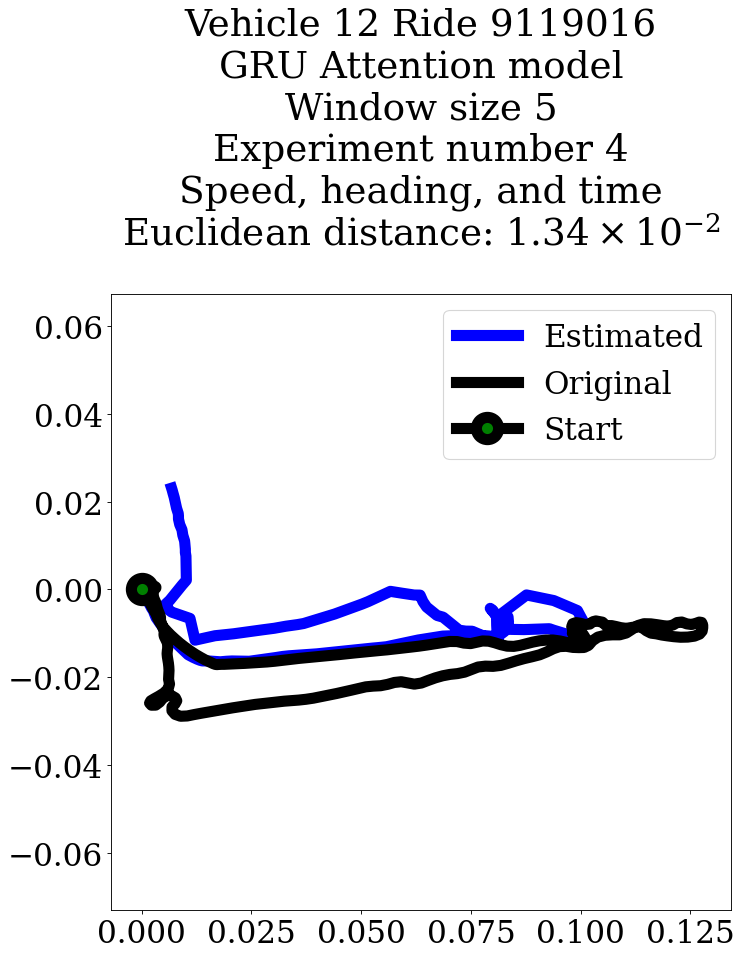 Vehicle 12 Ride 9119016
GRU Attention model
Window size 5
Experiment number 4
Speed, heading, and time
Euclidean distance: 1.34 × 10⁻²
Estimated
Original
Start
0.06
0.04
0.02
0.00
−0.02
−0.04
−0.06
0.000 0.025 0.050 0.075 0.100 0.125